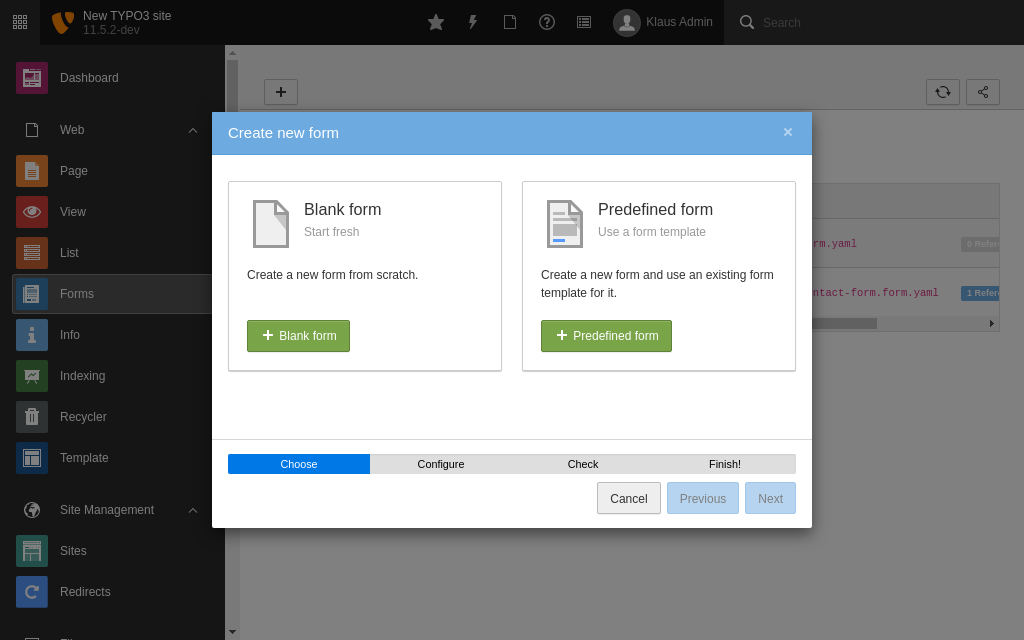 New TYPO3 site
11.5.2-dev
Klaus Admin
Search
Dashboard
Web
Page
View
List
Forms
Info
Indexing
Recycler
Template
Site Management
Sites
Redirects
Create new form
×
Blank form
Start fresh
Create a new form from scratch.
Blank form
Predefined form
Use a form template
Create a new form and use an existing form
template for it.
Predefined form
rm.yaml
0 Refer
ntact-form.form.yaml
1 Refer
Choose
Configure
Check
Finish!
Cancel
Previous
Next